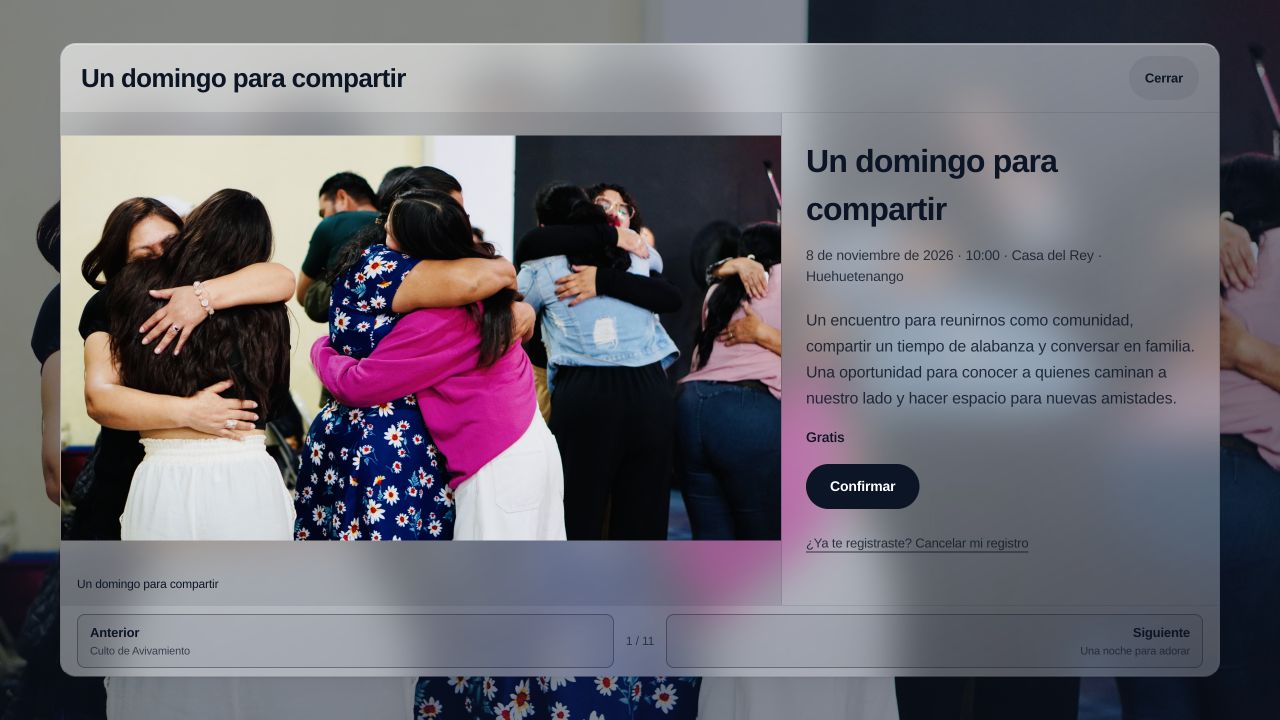 Un domingo para compartir
Cerrar
Un domingo para
compartir
8 de noviembre de 2026 · 10:00 · Casa del Rey ·
Huehuetenango
Un encuentro para reunirnos como comunidad,
compartir un tiempo de alabanza y conversar en familia.
Una oportunidad para conocer a quienes caminan a
nuestro lado y hacer espacio para nuevas amistades.
Gratis
Confirmar
¿Ya te registraste? Cancelar mi registro
Un domingo para compartir
Anterior
Culto de Avivamiento
1 / 11
Siguiente
Una noche para adorar